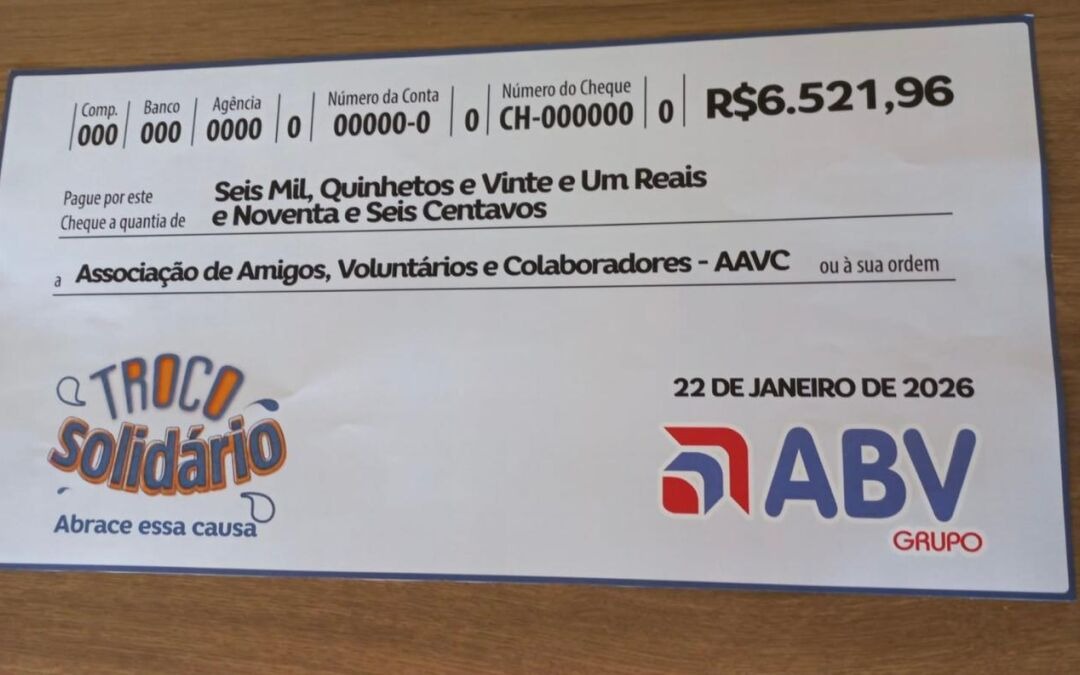 Comp. Banco Agência Número da Conta Número do Cheque
000 000 0000 0 00000-0 0 CH-000000 0 R$6.521,96
Pague por este
Cheque a quantia de
Seis Mil, Quinhetos e Vinte e Um Reais
e Noventa e Seis Centavos
a Associação de Amigos, Voluntários e Colaboradores - AAVC ou à sua ordem
TROCO
solidário
Abrace essa causa
22 DE JANEIRO DE 2026
ABV
GRUPO